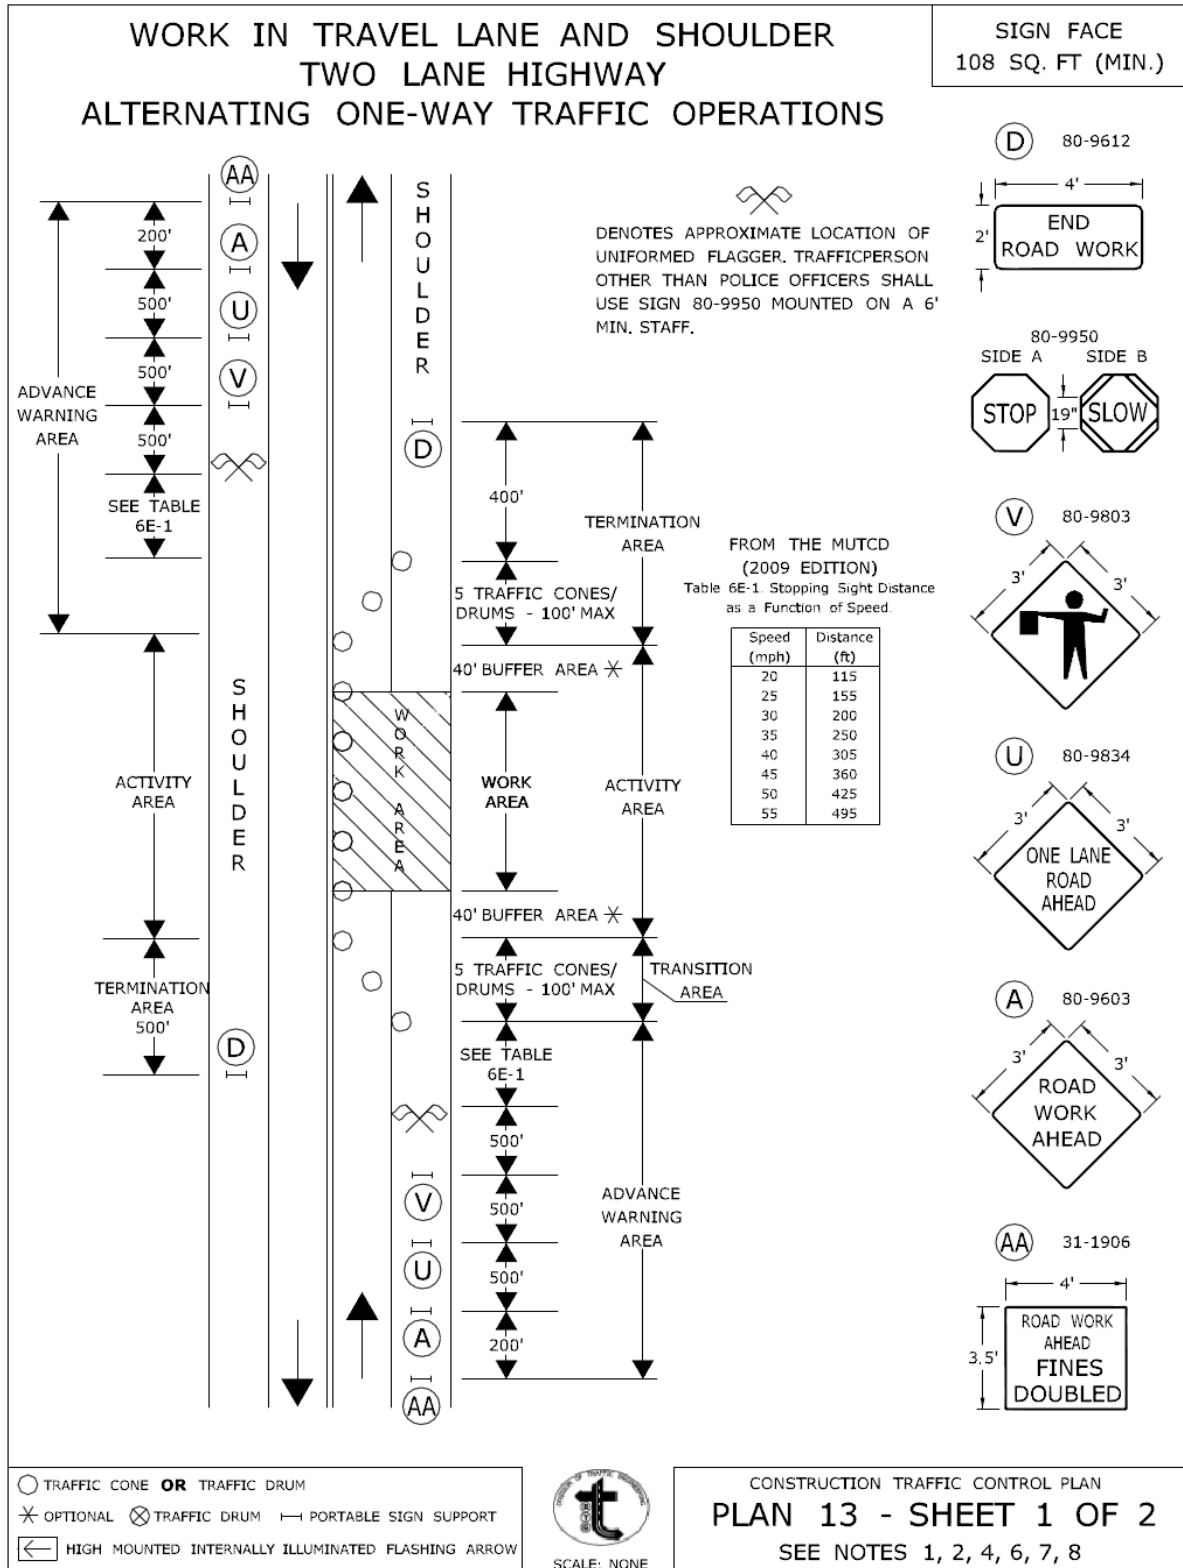 WORK IN TRAVEL LANE AND SHOULDER
TWO LANE HIGHWAY
ALTERNATING ONE-WAY TRAFFIC OPERATIONS
SIGN FACE
108 SQ. FT (MIN.)
AA
A
U
V
200'
500'
500'
500'
SEE TABLE
6E-1
ADVANCE
WARNING
AREA
SHOULDER
ACTIVITY
AREA
TERMINATION
AREA
500'
D
SHOULDER
D
400'
TERMINATION
AREA
5 TRAFFIC CONES/
DRUMS - 100' MAX
40' BUFFER AREA
WORK AREA
WORK
AREA
ACTIVITY
AREA
40' BUFFER AREA
5 TRAFFIC CONES/
DRUMS - 100' MAX
TRANSITION
AREA
SEE TABLE
6E-1
500'
500'
500'
200'
V
U
A
AA
ADVANCE
WARNING
AREA
DENOTES APPROXIMATE LOCATION OF
UNIFORMED FLAGGER. TRAFFICPERSON
OTHER THAN POLICE OFFICERS SHALL
USE SIGN 80-9950 MOUNTED ON A 6'
MIN. STAFF.
FROM THE MUTCD
(2009 EDITION)
Table 6E-1. Stopping Sight Distance
as a Function of Speed.
Speed (mph) Distance (ft)
20 115
25 155
30 200
35 250
40 305
45 360
50 425
55 495
D 80-9612
4'
2'
END
ROAD WORK
80-9950
SIDE A SIDE B
STOP 19" SLOW
V 80-9803
3' 3'
U 80-9834
3' 3'
ONE LANE
ROAD
AHEAD
A 80-9603
3' 3'
ROAD
WORK
AHEAD
AA 31-1906
4'
3.5'
ROAD WORK
AHEAD
FINES
DOUBLED
TRAFFIC CONE OR TRAFFIC DRUM
OPTIONAL TRAFFIC DRUM PORTABLE SIGN SUPPORT
HIGH MOUNTED INTERNALLY ILLUMINATED FLASHING ARROW
DIVISION OF TRAFFIC ENGINEERING
t
SCALE: NONE
CONSTRUCTION TRAFFIC CONTROL PLAN
PLAN 13 - SHEET 1 OF 2
SEE NOTES 1, 2, 4, 6, 7, 8